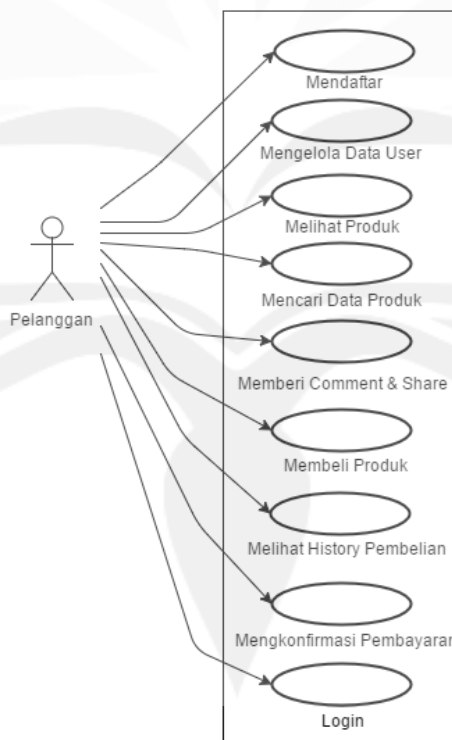 Mendaftar
Mengelola Data User
Melihat Produk
Mencari Data Produk
Pelanggan
Memberi Comment & Share
Membeli Produk
Melihat History Pembelian
Mengkonfirmasi Pembayaran
Login